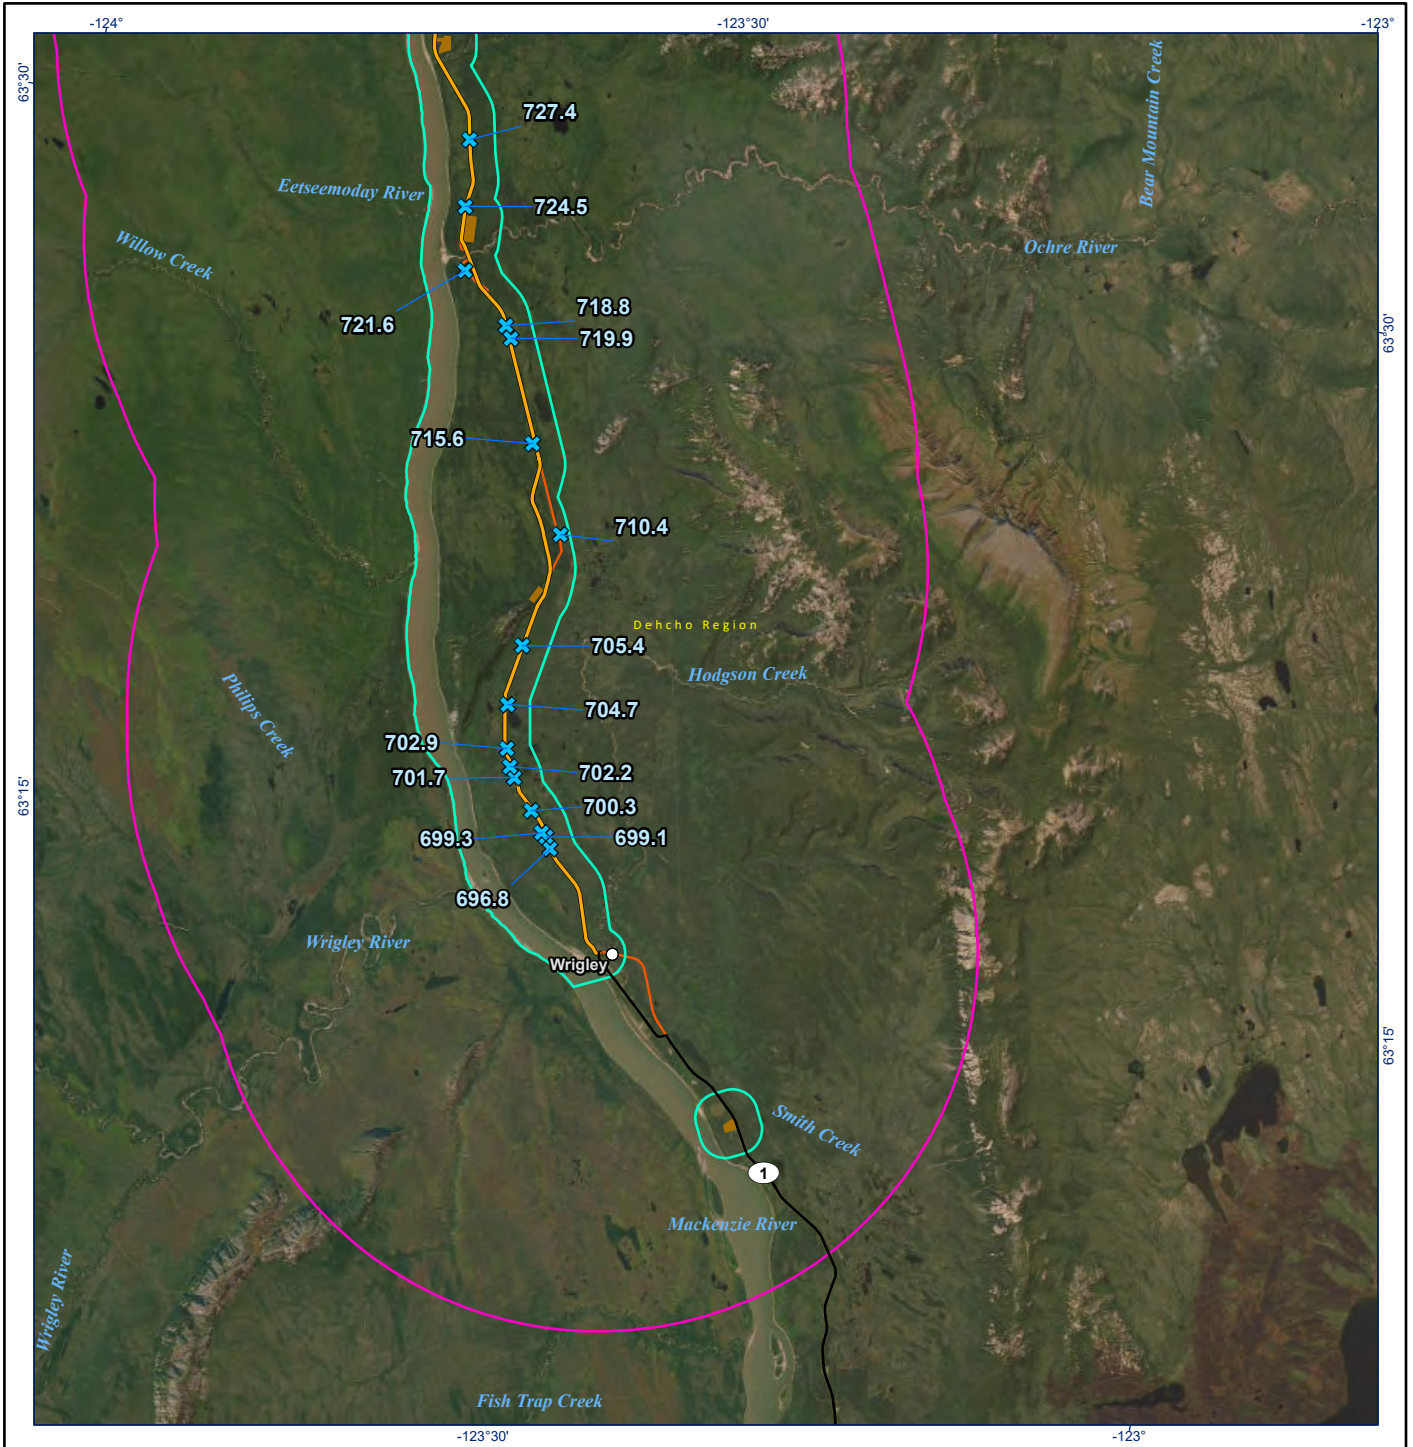 -124°
-123°30'
-123°
63°30'
Bear Mountain Creek
727.4
Eetseemoday River
724.5
Willow Creek
Ochre River
721.6
718.8
719.9
63°30'
715.6
710.4
Dehcho Region
705.4
Hodgson Creek
Philips Creek
704.7
702.9
702.2
701.7
63°15'
700.3
699.3
699.1
696.8
Wrigley River
Wrigley
63°15'
Smith Creek
1
Mackenzie River
Wrigley River
Fish Trap Creek
-123°30'
-123°